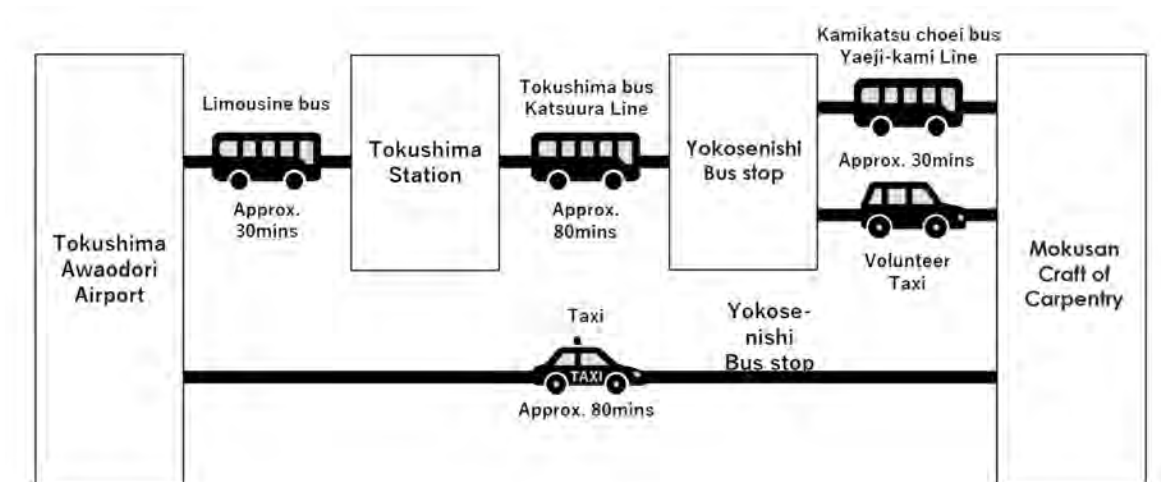 Kamikatsu choei bus
Yaeji-kami Line
Limousine bus
Tokushima bus
Katsuura Line
Tokushima
Station
Yokosenishi
Bus stop
Approx.
30mins
Approx.
80mins
Approx. 30mins
Tokushima
Awaodori
Airport
Volunteer
Taxi
Mokusan
Craft of
Carpentry
Taxi
TAXI
Approx. 80mins
Yokose-
nishi
Bus stop